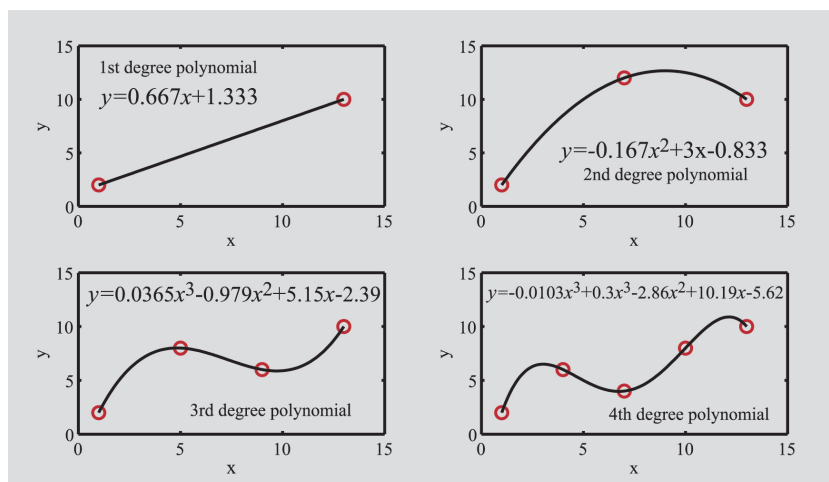 15
1st degree polynomial
y=0.667x+1.333
10
y
5
0
0 5 10 15
x
15
10
y
y=-0.167x²+3x-0.833
5
2nd degree polynomial
0
0 5 10 15
x
15
y=0.0365x³-0.979x²+5.15x-2.39
10
y
5
3rd degree polynomial
0
0 5 10 15
x
15
y=-0.0103x³+0.3x³-2.86x²+10.19x-5.62
10
y
5
4th degree polynomial
0
0 5 10 15
x